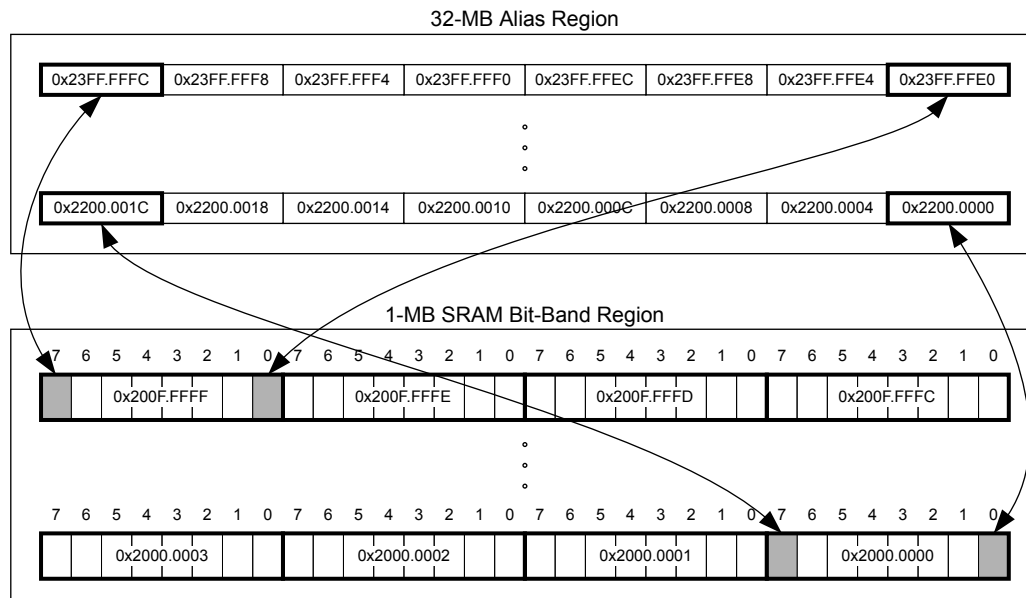 32-MB Alias Region
0x23FF.FFFC 0x23FF.FFF8 0x23FF.FFF4 0x23FF.FFF0 0x23FF.FFEC 0x23FF.FFE8 0x23FF.FFE4 0x23FF.FFE0
0x2200.001C 0x2200.0018 0x2200.0014 0x2200.0010 0x2200.000C 0x2200.0008 0x2200.0004 0x2200.0000
1-MB SRAM Bit-Band Region
7 6 5 4 3 2 1 0 7 6 5 4 3 2 1 0 7 6 5 4 3 2 1 0 7 6 5 4 3 2 1 0
0x200F.FFFF 0x200F.FFFE 0x200F.FFFD 0x200F.FFFC
7 6 5 4 3 2 1 0 7 6 5 4 3 2 1 0 7 6 5 4 3 2 1 0 7 6 5 4 3 2 1 0
0x2000.0003 0x2000.0002 0x2000.0001 0x2000.0000